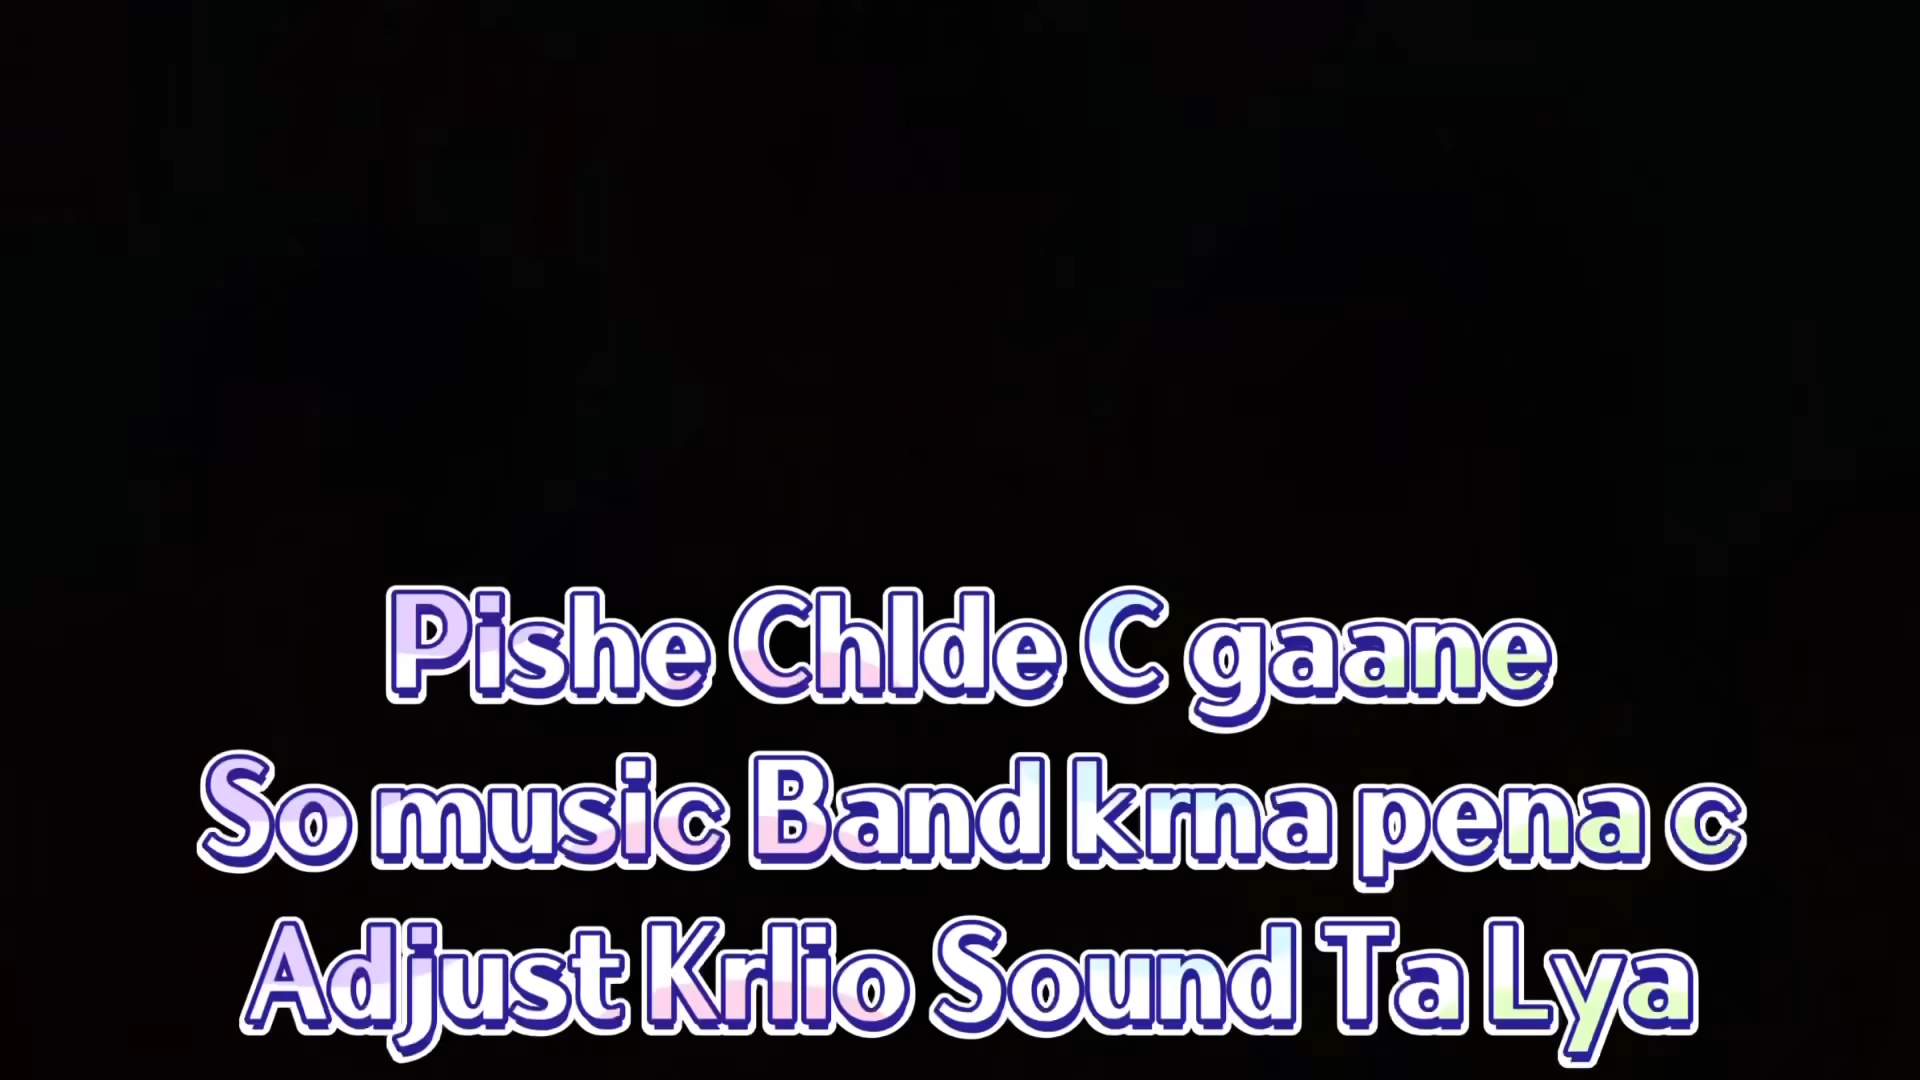 Pishe Chlde C gaane
So music Band krna pena c
Adjust Krlio Sound Ta Lya